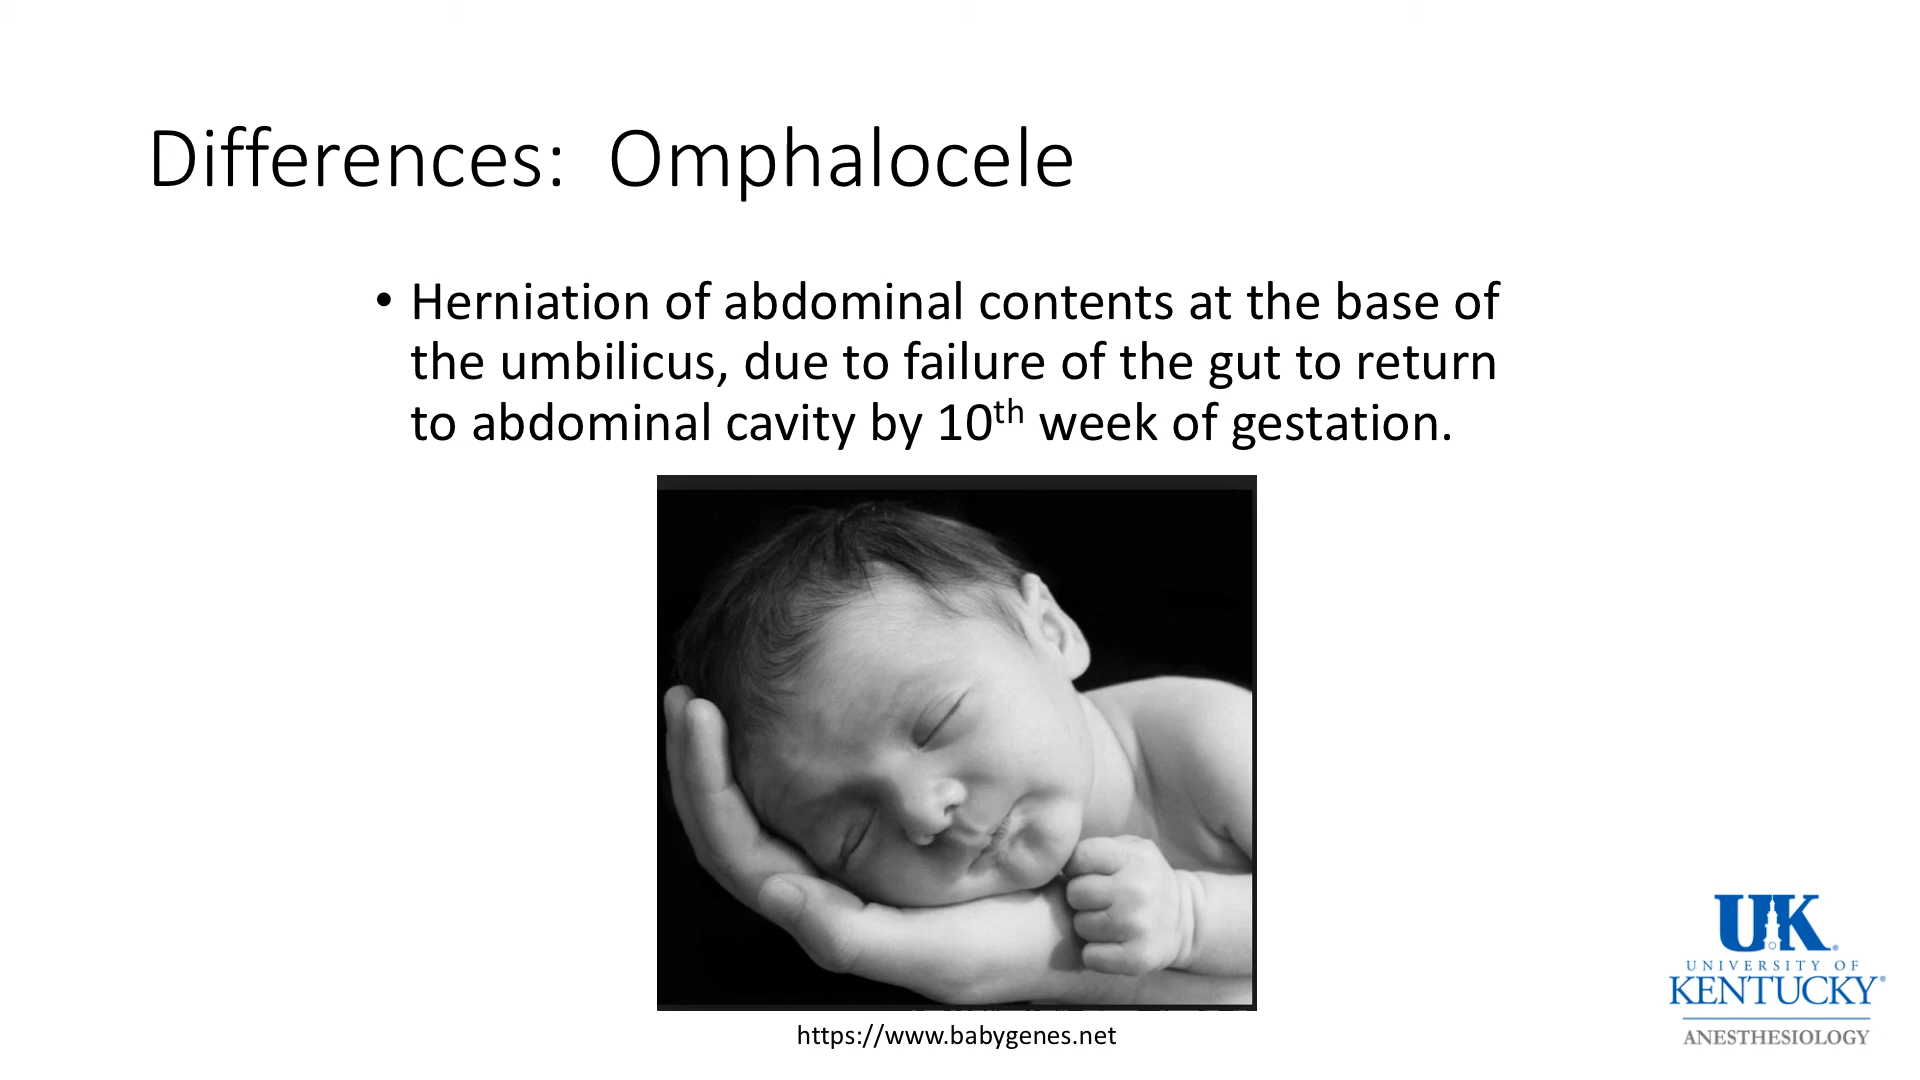 Differences:  Omphalocele
• Herniation of abdominal contents at the base of
the umbilicus, due to failure of the gut to return
to abdominal cavity by 10th week of gestation.
https://www.babygenes.net
UK®
UNIVERSITY OF
KENTUCKY®
ANESTHESIOLOGY